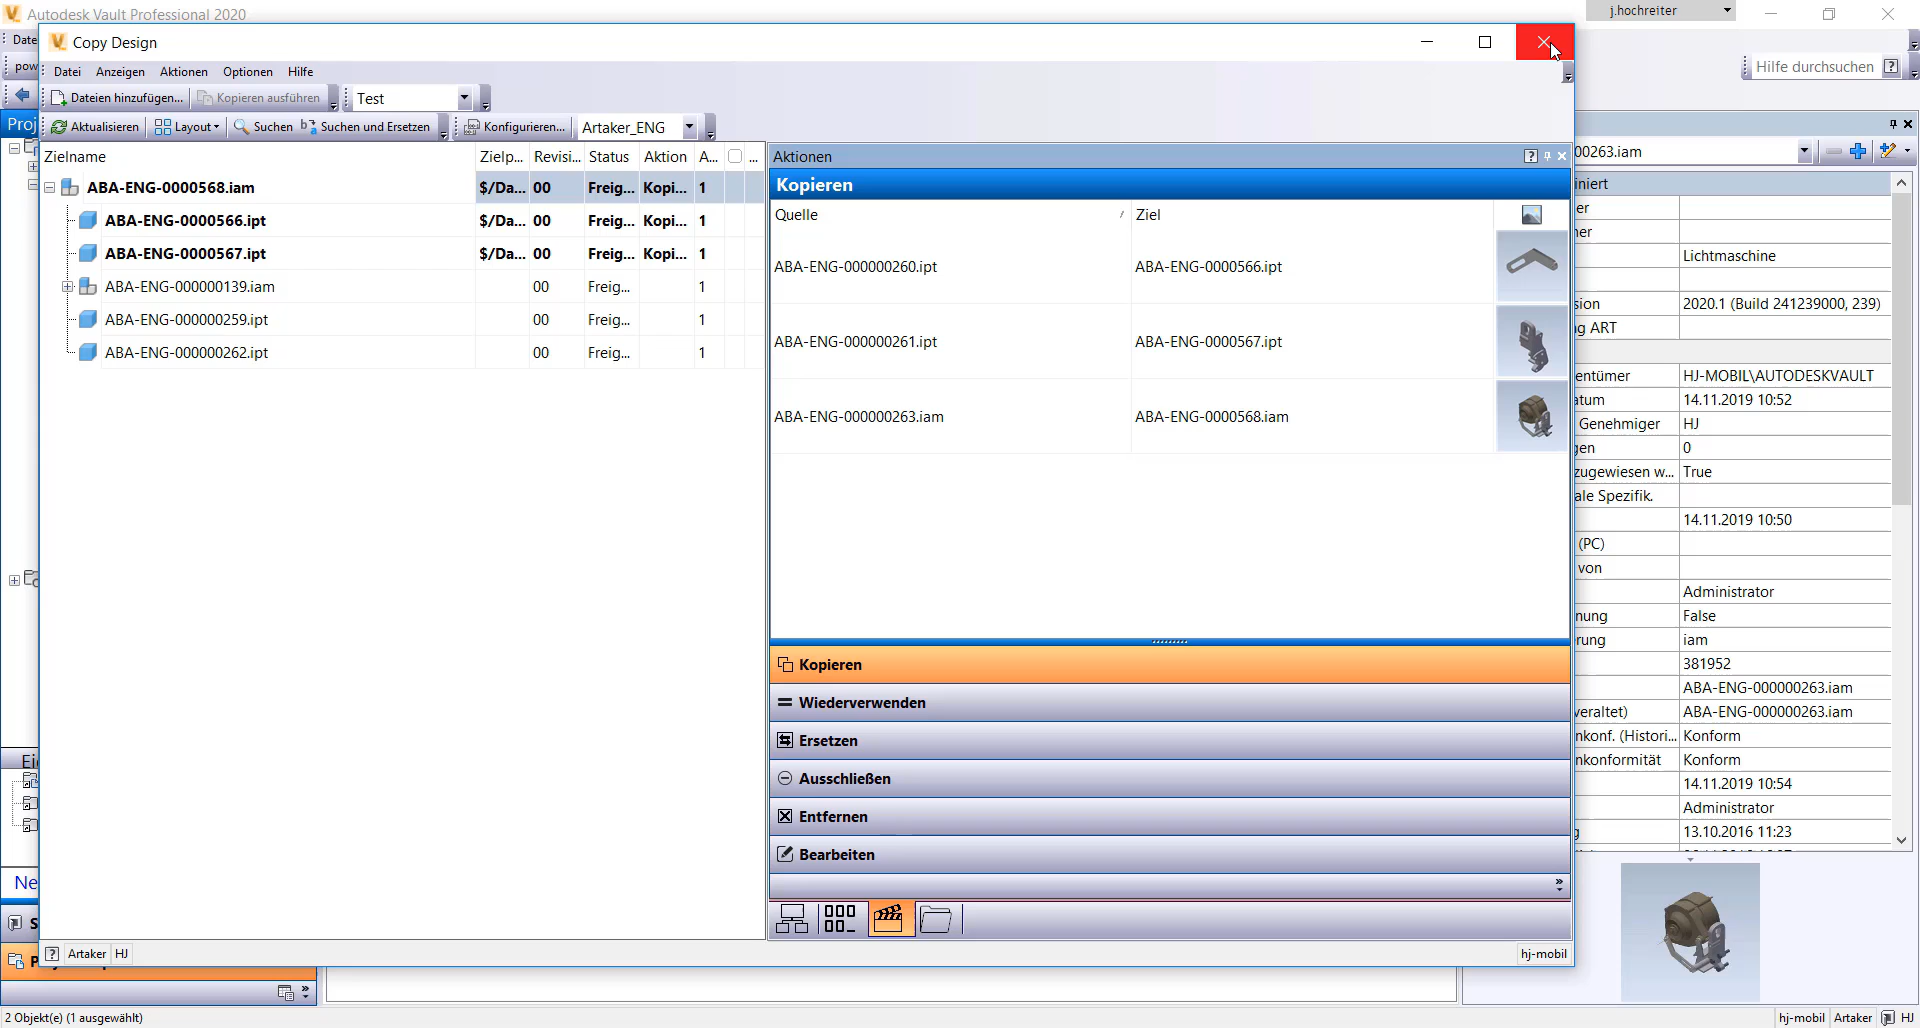 Autodesk Vault Professional 2020
j.hochreiter
Date
Copy Design
pow
Datei Anzeigen Aktionen Optionen Hilfe
Hilfe durchsuchen
Dateien hinzufügen... Kopieren ausführen Test
Proj
Aktualisieren Layout Suchen Suchen und Ersetzen Konfigurieren... Artaker_ENG
Zielname Zielp... Revisi... Status Aktion A... ...
ABA-ENG-0000568.iam $/Da... 00 Freig... Kopi... 1
ABA-ENG-0000566.ipt $/Da... 00 Freig... Kopi... 1
ABA-ENG-0000567.ipt $/Da... 00 Freig... Kopi... 1
ABA-ENG-000000139.iam 00 Freig... 1
ABA-ENG-000000259.ipt 00 Freig... 1
ABA-ENG-000000262.ipt 00 Freig... 1
Aktionen
Kopieren
Quelle Ziel
ABA-ENG-000000260.ipt ABA-ENG-0000566.ipt
ABA-ENG-000000261.ipt ABA-ENG-0000567.ipt
ABA-ENG-000000263.iam ABA-ENG-0000568.iam
Kopieren
Wiederverwenden
Ersetzen
Ausschließen
Entfernen
Bearbeiten
Artaker HJ
hj-mobil
00263.iam
niert
er
ner
Lichtmaschine
sion 2020.1 (Build 241239000, 239)
g ART
entümer HJ-MOBIL\AUTODESKVAULT
atum 14.11.2019 10:52
Genehmiger HJ
gen 0
zugewiesen w... True
ale Spezifik.
14.11.2019 10:50
(PC)
von
Administrator
nung False
rung iam
381952
ABA-ENG-000000263.iam
veraltet) ABA-ENG-000000263.iam
nkonf. (Histori... Konform
nkonformität Konform
14.11.2019 10:54
Administrator
g 13.10.2016 11:23
Eig
Ne
S
P
2 Objekt(e) (1 ausgewählt)
hj-mobil Artaker HJ